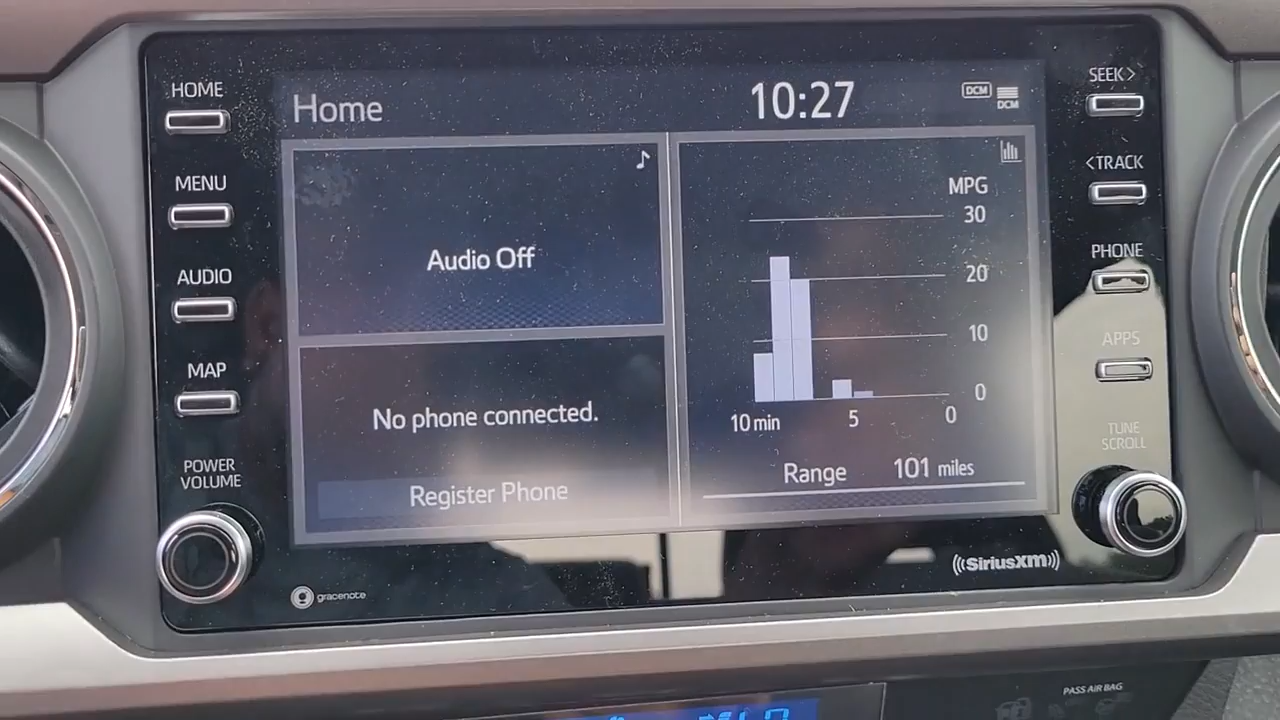 HOME
MENU
AUDIO
MAP
POWER
VOLUME
Home
10:27
DCM
DCM
Audio Off
No phone connected.
Register Phone
MPG
30
20
10
0
10 min
5
0
Range 101 miles
SEEK>
<TRACK
PHONE
APPS
TUNE
SCROLL
gracenote
((SiriusXM))
PASS AIR BAG